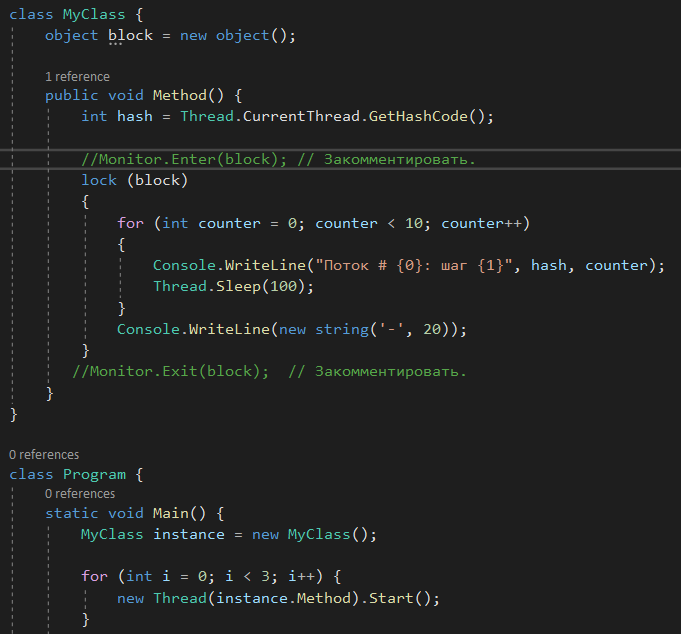 class MyClass {
object block = new object();
1 reference
public void Method() {
int hash = Thread.CurrentThread.GetHashCode();
//Monitor.Enter(block); // Закомментировать.
lock (block)
{
for (int counter = 0; counter < 10; counter++)
{
Console.WriteLine("Поток # {0}: шаг {1}", hash, counter);
Thread.Sleep(100);
}
Console.WriteLine(new string('-', 20));
}
//Monitor.Exit(block);  // Закомментировать.
}
}
0 references
class Program {
0 references
static void Main() {
MyClass instance = new MyClass();
for (int i = 0; i < 3; i++) {
new Thread(instance.Method).Start();
}